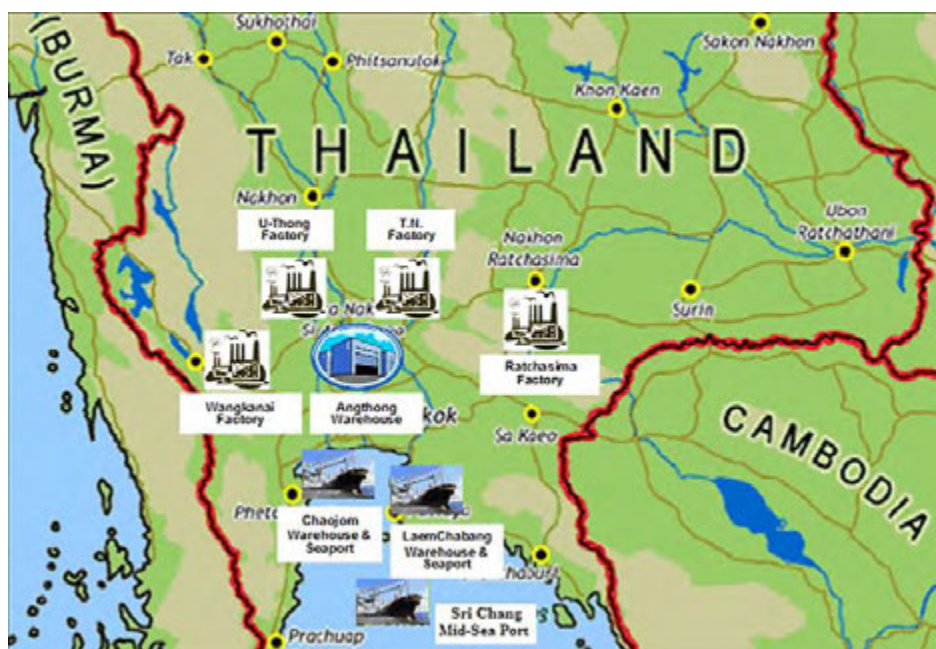 (BURMA)
Sukhothai
Tak
Phitsanulok
Sakon Nakhon
Khon Kaen
THAILAND
Nakhon
U-Thong
Factory
T.N.
Factory
Nakhon
Ratchasima
Ubon
Ratchathani
Surin
Wangkanai
Factory
Angthong
Warehouse
Ratchasima
Factory
kok
Sa Kaeo
CAMBODIA
Chaojom
Warehouse &
Seaport
LaemChabang
Warehouse &
Seaport
Sri Chang
Mid-Sea Port
Prachuap